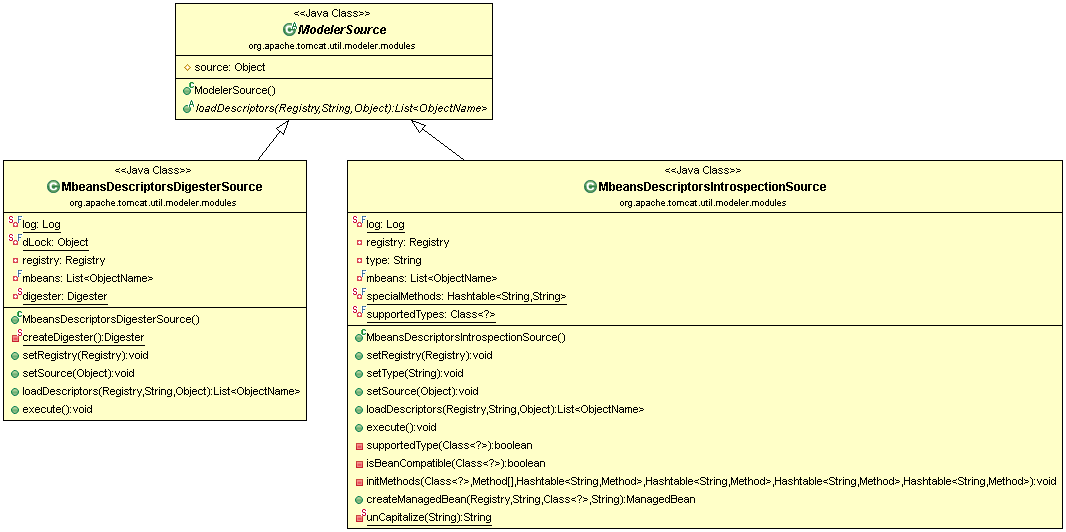 <<Java Class>>
ModelerSource
org.apache.tomcat.util.modeler.modules
source: Object
ModelerSource()
loadDescriptors(Registry,String,Object):List<ObjectName>
<<Java Class>>
MbeansDescriptorsDigesterSource
org.apache.tomcat.util.modeler.modules
log: Log
dLock: Object
registry: Registry
mbeans: List<ObjectName>
digester: Digester
MbeansDescriptorsDigesterSource()
createDigester():Digester
setRegistry(Registry):void
setSource(Object):void
loadDescriptors(Registry,String,Object):List<ObjectName>
execute():void
<<Java Class>>
MbeansDescriptorsIntrospectionSource
org.apache.tomcat.util.modeler.modules
log: Log
registry: Registry
type: String
mbeans: List<ObjectName>
specialMethods: Hashtable<String,String>
supportedTypes: Class<?>
MbeansDescriptorsIntrospectionSource()
setRegistry(Registry):void
setType(String):void
setSource(Object):void
loadDescriptors(Registry,String,Object):List<ObjectName>
execute():void
supportedType(Class<?>):boolean
isBeanCompatible(Class<?>):boolean
initMethods(Class<?>,Method[],Hashtable<String,Method>,Hashtable<String,Method>,Hashtable<String,Method>,Hashtable<String,Method>):void
createManagedBean(Registry,String,Class<?>,String):ManagedBean
unCapitalize(String):String